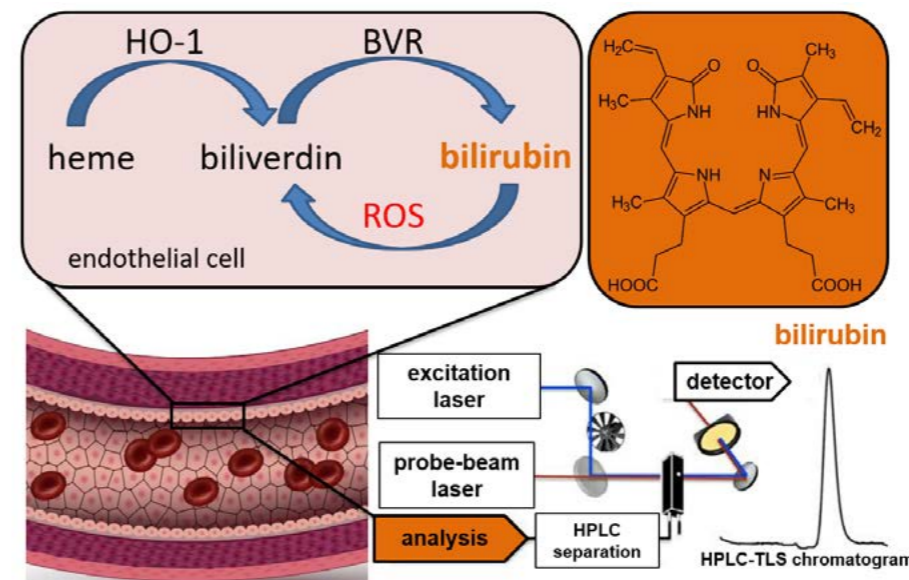 HO-1
BVR
heme
biliverdin
bilirubin
ROS
endothelial cell
H₂C
O
O
CH₃
H₃C
NH
HN
CH₂
NH
N
H₃C
CH₃
HOOC
COOH
bilirubin
excitation
laser
detector
probe-beam
laser
analysis
HPLC
separation
HPLC-TLS chromatogram